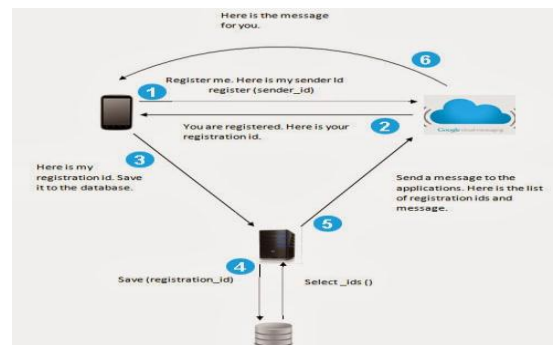 Here is the message
for you.
6
Register me. Here is my sender Id
register (sender_id)
1
2
You are registered. Here is your
registration id.
Google cloud messaging
3
Here is my
registration id. Save
it to the database.
Send a message to the
applications. Here is the list
of registration ids and
message.
5
4
Save (registration_id)
Select _ids ()